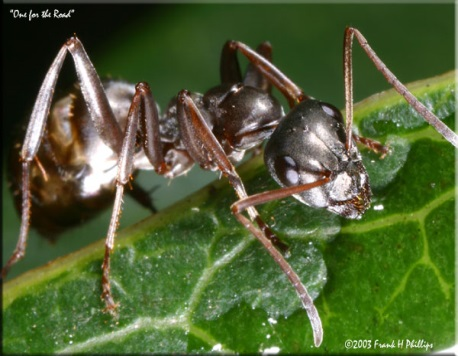 "One for the Road"
©2003 Frank H Phillips